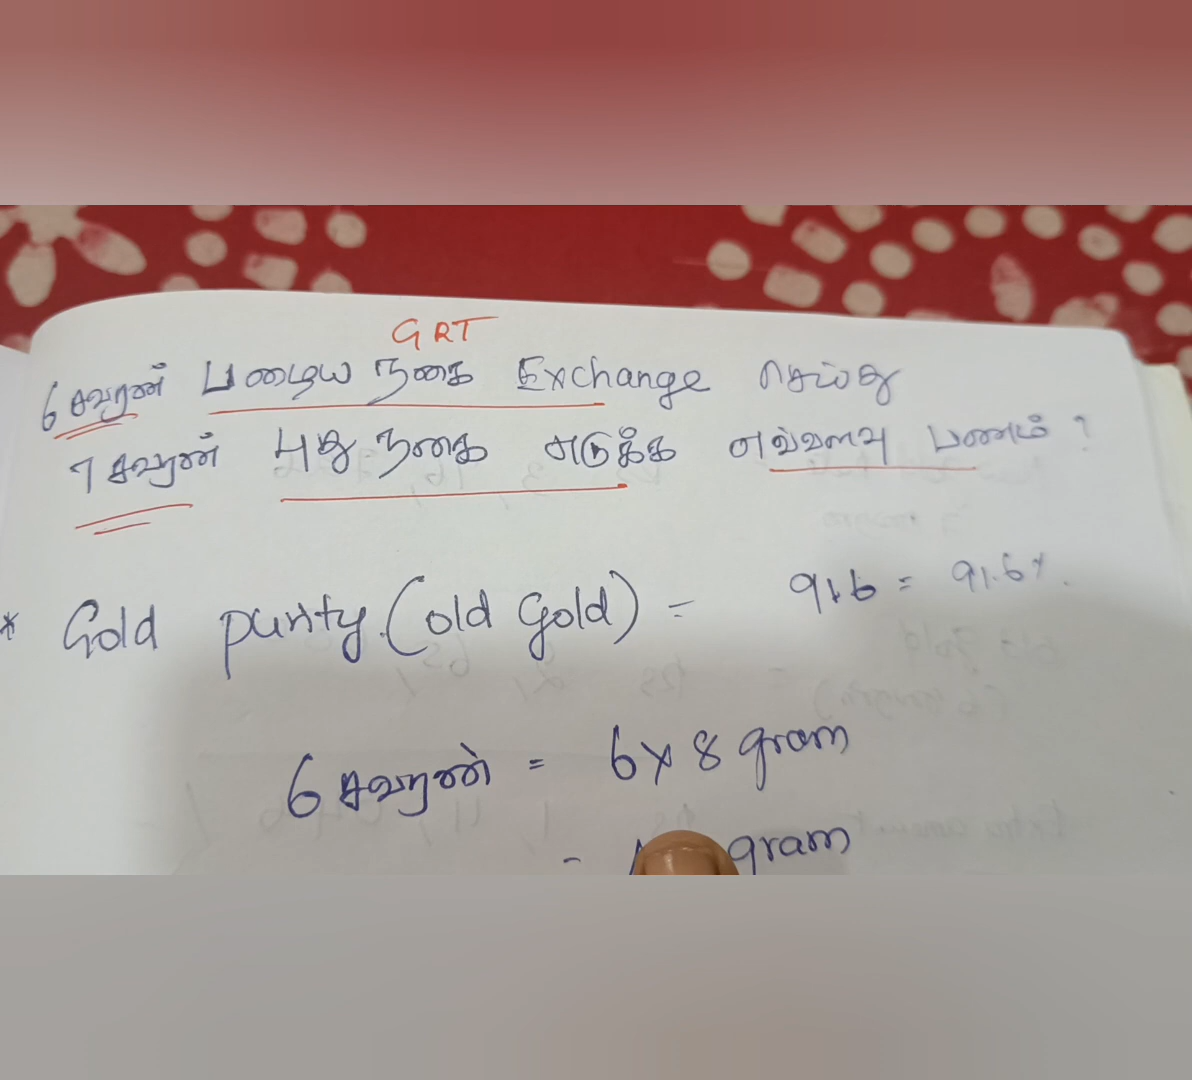 GRT
6 சவரன் பழைய நகை Exchange செய்து
7 சவரன் புது நகை எடுக்க எவ்வளவு பணம் ?
* Gold purity. (old Gold) = 916 = 91.6%.
6 சவரன் = 6 x 8 gram
= gram